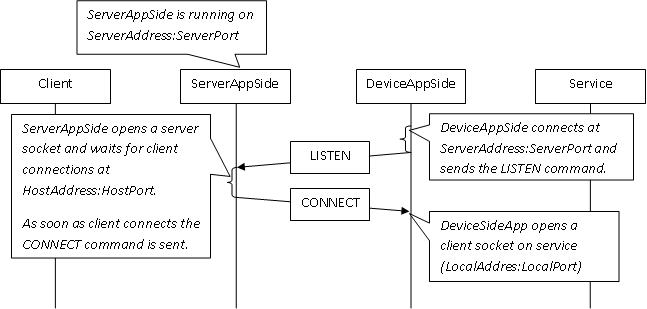 ServerAppSide is running on
ServerAddress:ServerPort
Client
ServerAppSide
DeviceAppSide
Service
ServerAppSide opens a server
socket and waits for client
connections at
HostAddress:HostPort.
As soon as client connects the
CONNECT command is sent.
LISTEN
CONNECT
DeviceAppSide connects at
ServerAddress:ServerPort and
sends the LISTEN command.
DeviceSideApp opens a
client socket on service
(LocalAddres:LocalPort)